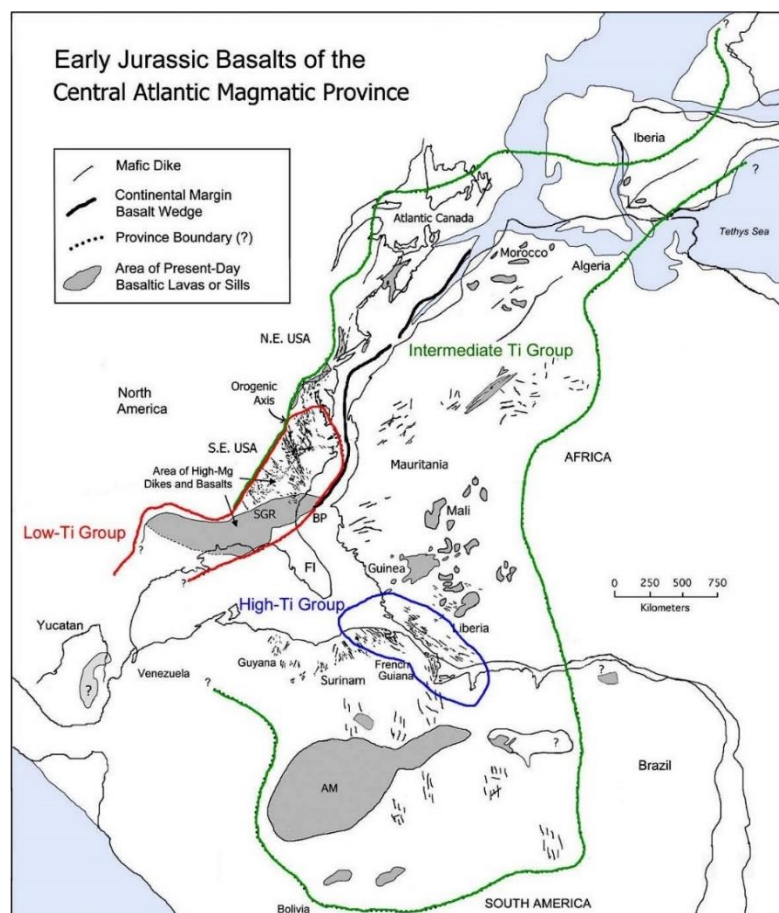 Early Jurassic Basalts of the
Central Atlantic Magmatic Province
Mafic Dike
Continental Margin
Basalt Wedge
Province Boundary (?)
Area of Present-Day
Basaltic Lavas or Sills
?
Iberia
?
Tethys Sea
Atlantic Canada
Morocco
Algeria
N.E. USA
Intermediate Ti Group
North
America
Orogenic
Axis
S.E. USA
Area of High-Mg
Dikes and Basalts
Mauritania
AFRICA
SGR
BP
Mali
Low-Ti Group
?
FI
Guinea
0 250 500 750
Kilometers
?
High-Ti Group
Liberia
Yucatan
Guyana
French
Guiana
Surinam
Venezuela
?
?
?
?
AM
Brazil
Bolivia
SOUTH AMERICA